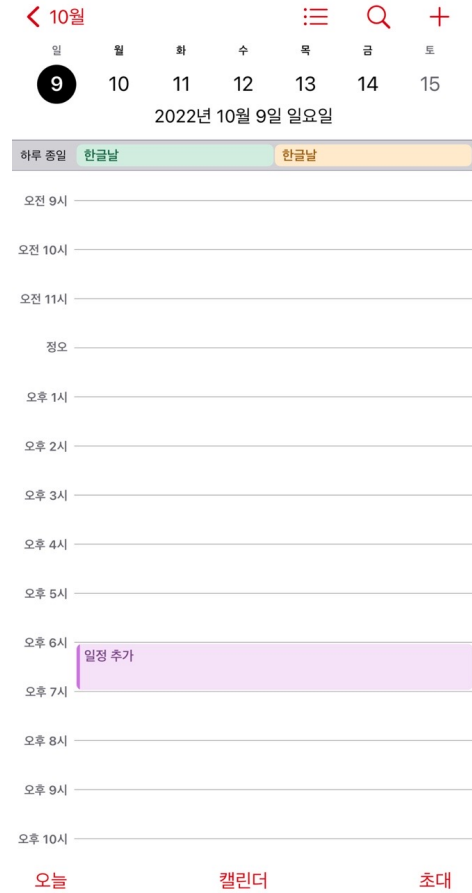 10월
일 월 화 수 목 금 토
9 10 11 12 13 14 15
2022년 10월 9일 일요일
하루 종일 한글날 한글날
오전 9시
오전 10시
오전 11시
정오
오후 1시
오후 2시
오후 3시
오후 4시
오후 5시
오후 6시
일정 추가
오후 7시
오후 8시
오후 9시
오후 10시
오늘 캘린더 초대